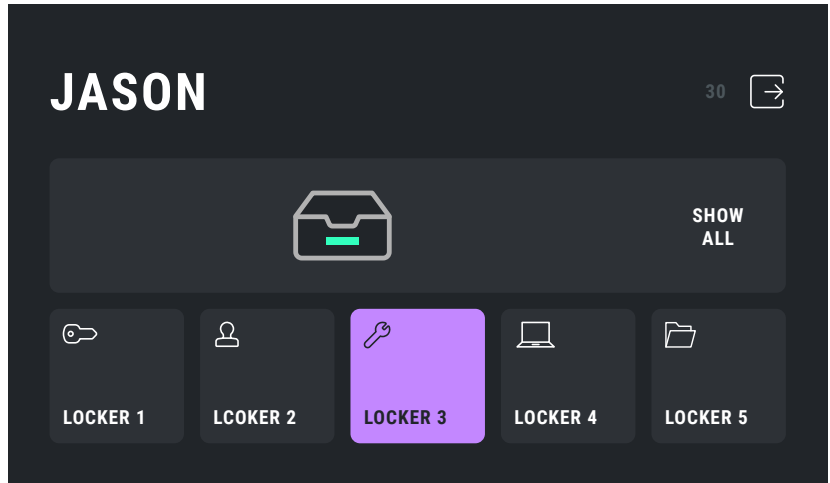 JASON
30
SHOW
ALL
LOCKER 1
LCOKER 2
LOCKER 3
LOCKER 4
LOCKER 5